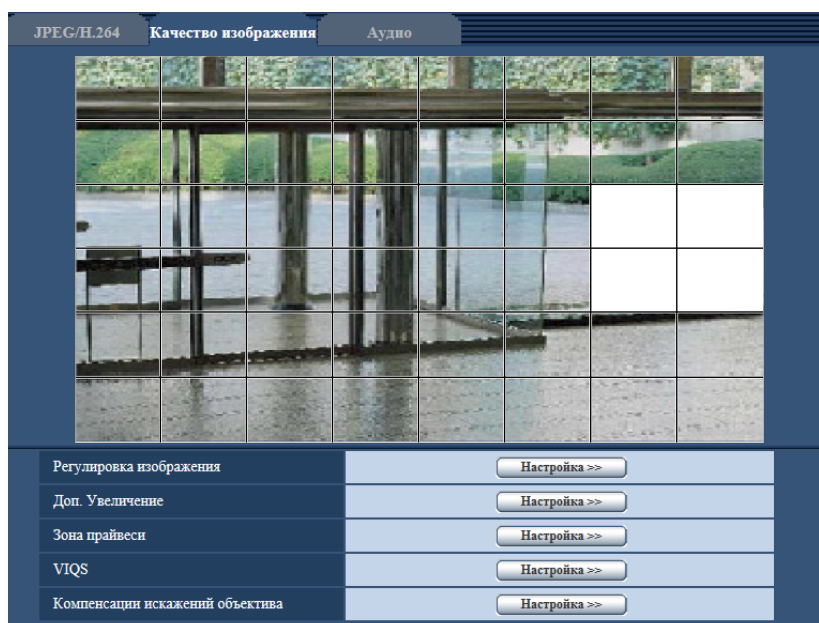 JPEG/H.264 Качество изображения Аудио
Регулировка изображения Настройка >>
Доп. Увеличение Настройка >>
Зона прайвеси Настройка >>
VIQS Настройка >>
Компенсации искажений объектива Настройка >>